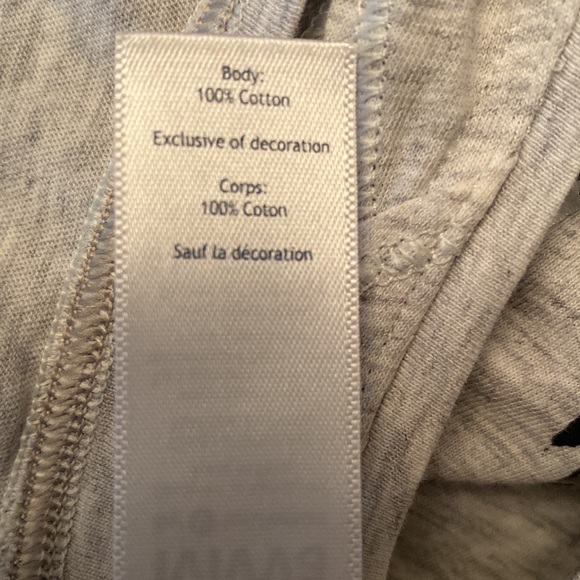 Body:
100% Cotton
Exclusive of decoration
Corps:
100% Coton
Sauf la décoration